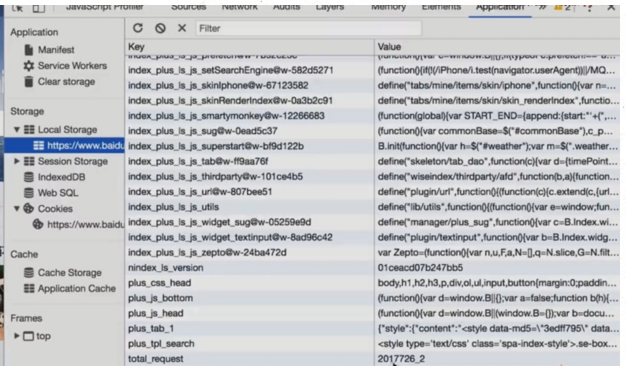 JavaScript Profiler Sources Network Audits Layers Memory Elements Application
Application
Manifest
Service Workers
Clear storage
Storage
Local Storage
https://www.baidu
Session Storage
IndexedDB
Web SQL
Cookies
https://www.baidu
Cache
Cache Storage
Application Cache
Frames
top
Filter
Key Value
index_plus_ls_js_setSearchEngine@w-582d5271 (function(){if(!(/iPhone/i.test(navigator.userAgent))||/MQ...
index_plus_ls_js_skinIphone@w-67123582 define("tabs/mine/items/skin/iphone",function(){var n=...
index_plus_ls_js_skinRenderIndex@w-0a3b2c91 define("tabs/mine/items/skin/skin_renderIndex",functio...
index_plus_ls_js_smartymonkey@w-12266683 (function(global){var START_END={append:{start:"'+(",...
index_plus_ls_js_sug@w-0ead5c37 (function(){var commonBase=$("#commonBase"),c_p...
index_plus_ls_js_superstart@w-bf9d122b B.init(function(){var h=$("#weather");var m=$(".weather...
index_plus_ls_js_tab@w-ff9aa76f define("skeleton/tab_dao",function(c){var d={timePoint...
index_plus_ls_js_thirdparty@w-101ce4b5 define("wiseindex/thirdparty/afd",function(b,a){function...
index_plus_ls_js_url@w-807bee51 define("plugin/url",function(){(function(c){c.extend(c,{url...
index_plus_ls_js_utils define("lib/utils",function(){(function(){var e=window;fun...
index_plus_ls_js_widget_sug@w-05259e9d define("manager/plus_sug",function(){var c=B.Index.wi...
index_plus_ls_js_widget_textinput@w-8ad96c42 define("plugin/textinput",function(){var b=B.Index.widg...
index_plus_ls_js_zepto@w-24ba472d var Zepto=(function(){var n,u,F,a,N=[],q=N.slice,G=N.filt...
nindex_ls_version 01ceacd07b247bb5
plus_css_head body,h1,h2,h3,p,div,ol,ul,input,button{margin:0;paddin...
plus_js_bottom (function(){var d=window.B||{};var a=false;function b(h){...
plus_js_head (function(){var d=window.B||(window.B={});var b=docu...
plus_tab_1 {"style":{"content":"<style data-md5=\"3edff795\" data...
plus_tpl_search <style type='text/css' class='spa-index-style'>.se-box...
total_request 2017726_2